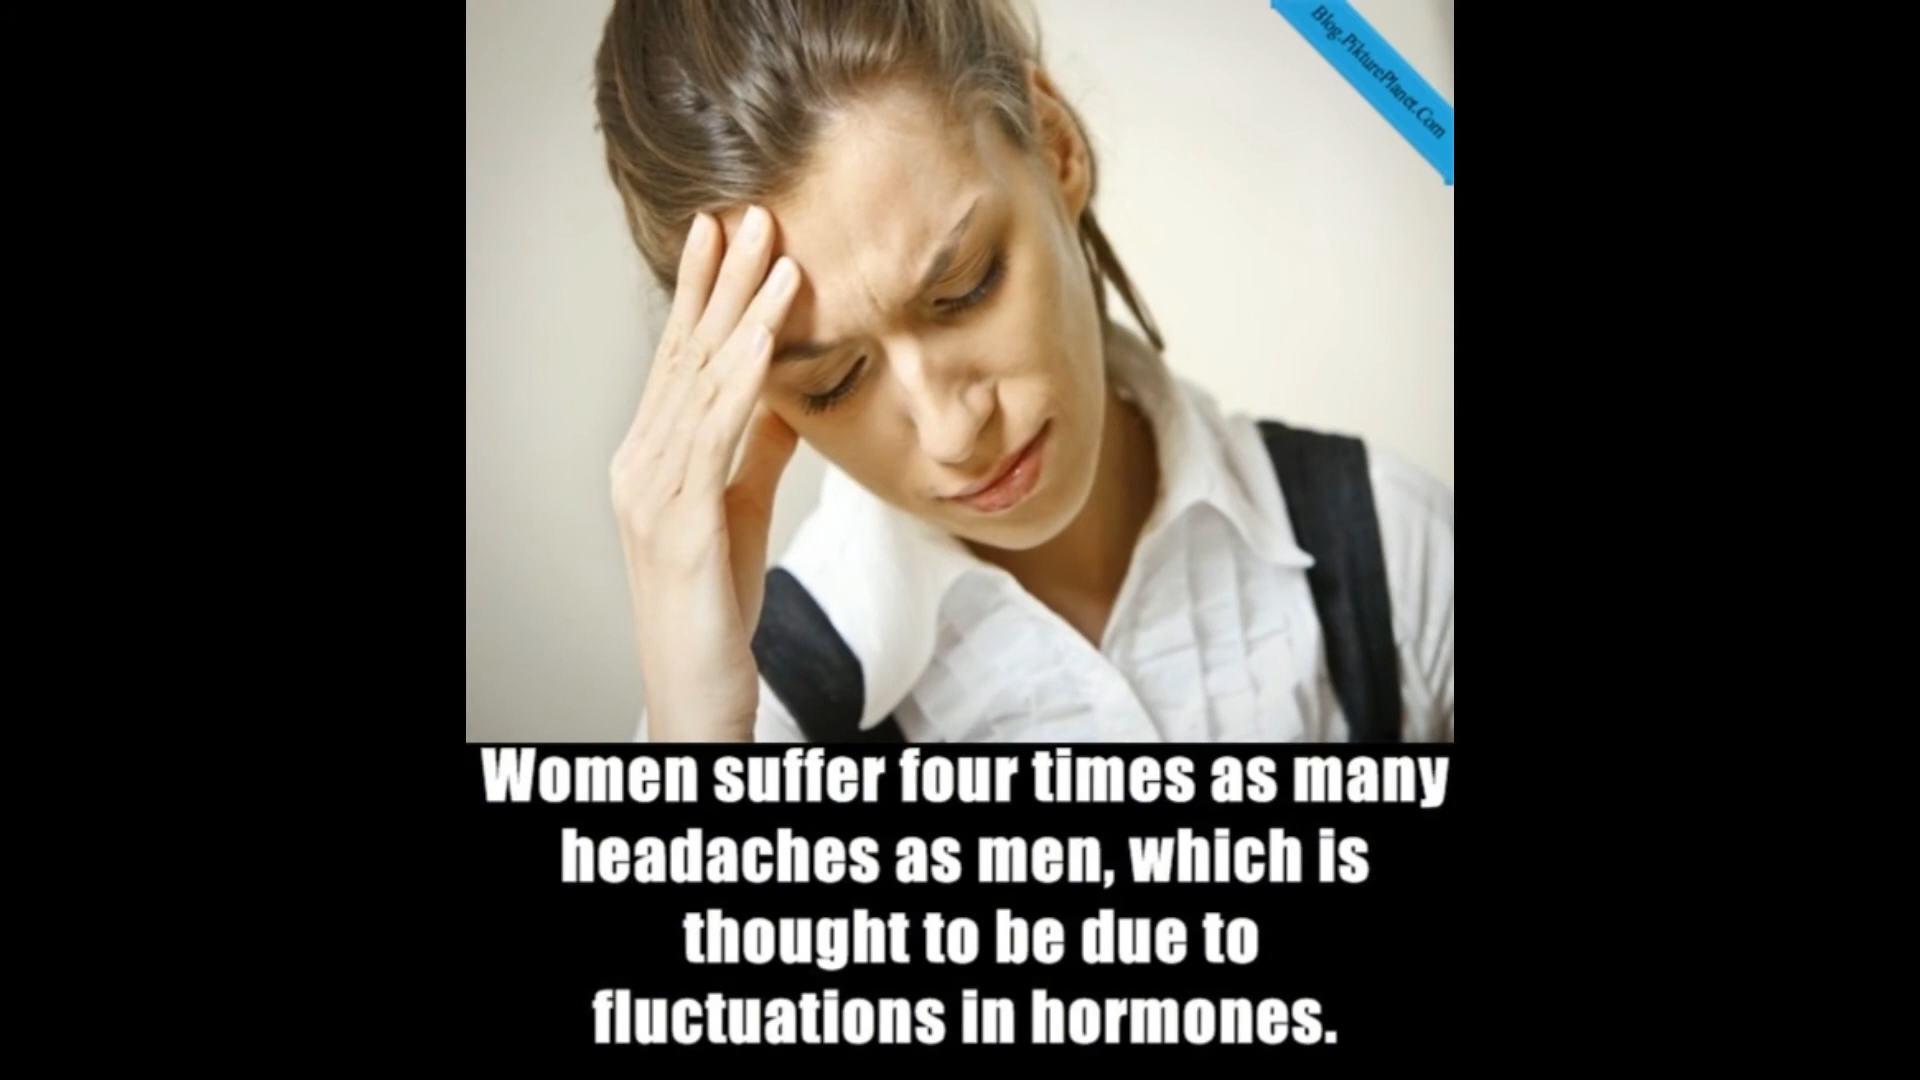 Blog.PikturePlanet.Com
Women suffer four times as many
headaches as men, which is
thought to be due to
fluctuations in hormones.